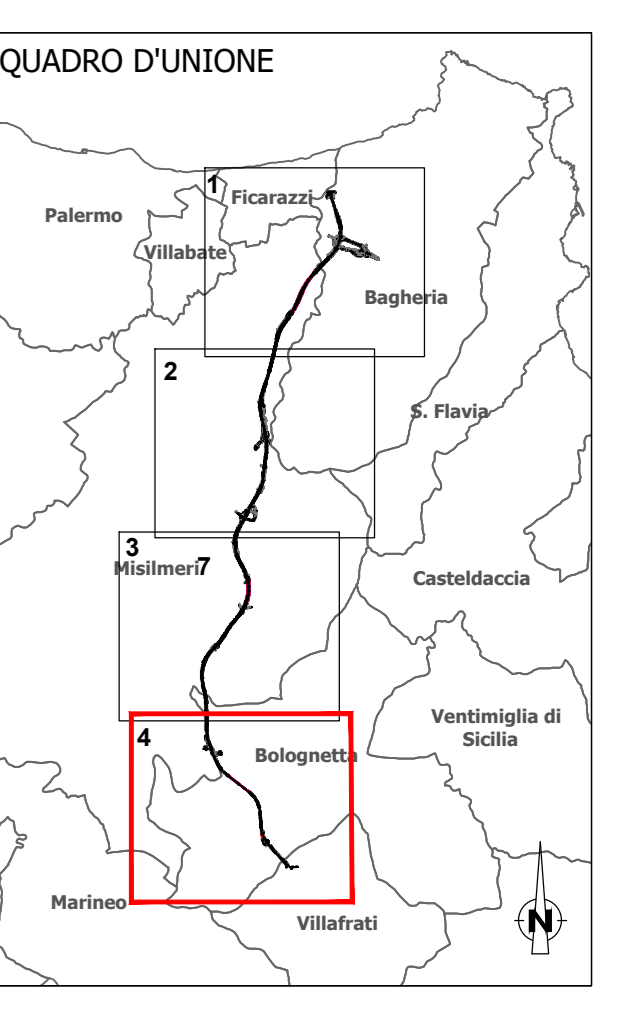 QUADRO D'UNIONE
1
Ficarazzi
Palermo
Villabate
Bagheria
2
S. Flavia
3
Misilmeri
7
Casteldaccia
Ventimiglia di
Sicilia
4
Bolognetta
Marineo
Villafrati
N